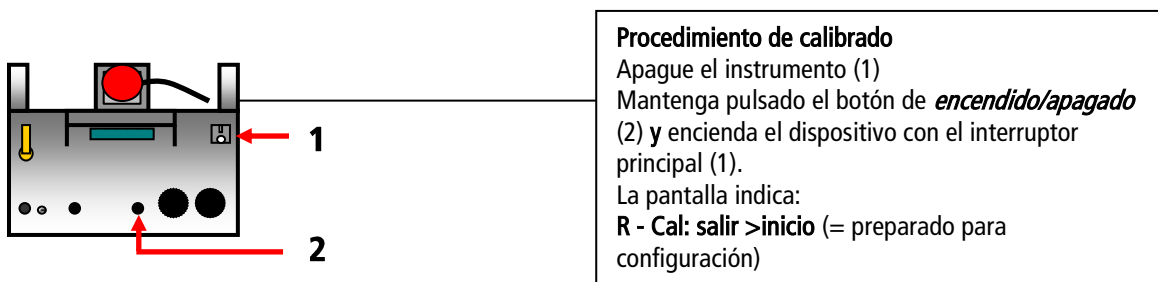 Procedimiento de calibrado
Apague el instrumento (1)
Mantenga pulsado el botón de encendido/apagado
(2) y encienda el dispositivo con el interruptor
principal (1).
La pantalla indica:
R - Cal: salir >inicio (= preparado para
configuración)
1
2